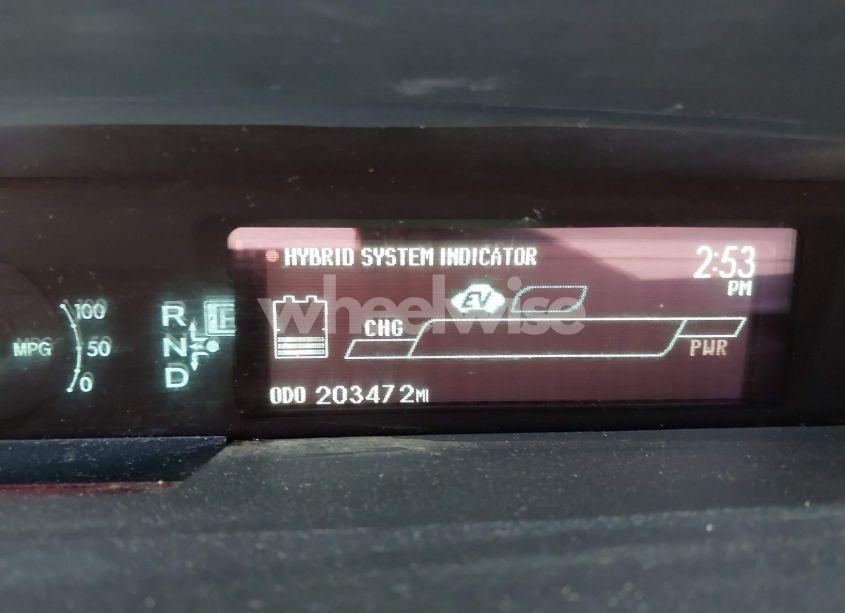 HYBRID SYSTEM INDICATOR
2:53
PM
EV
wheelwise
100
R
P
CHG
MPG
50
N
PWR
0
D
ODO 203472MI